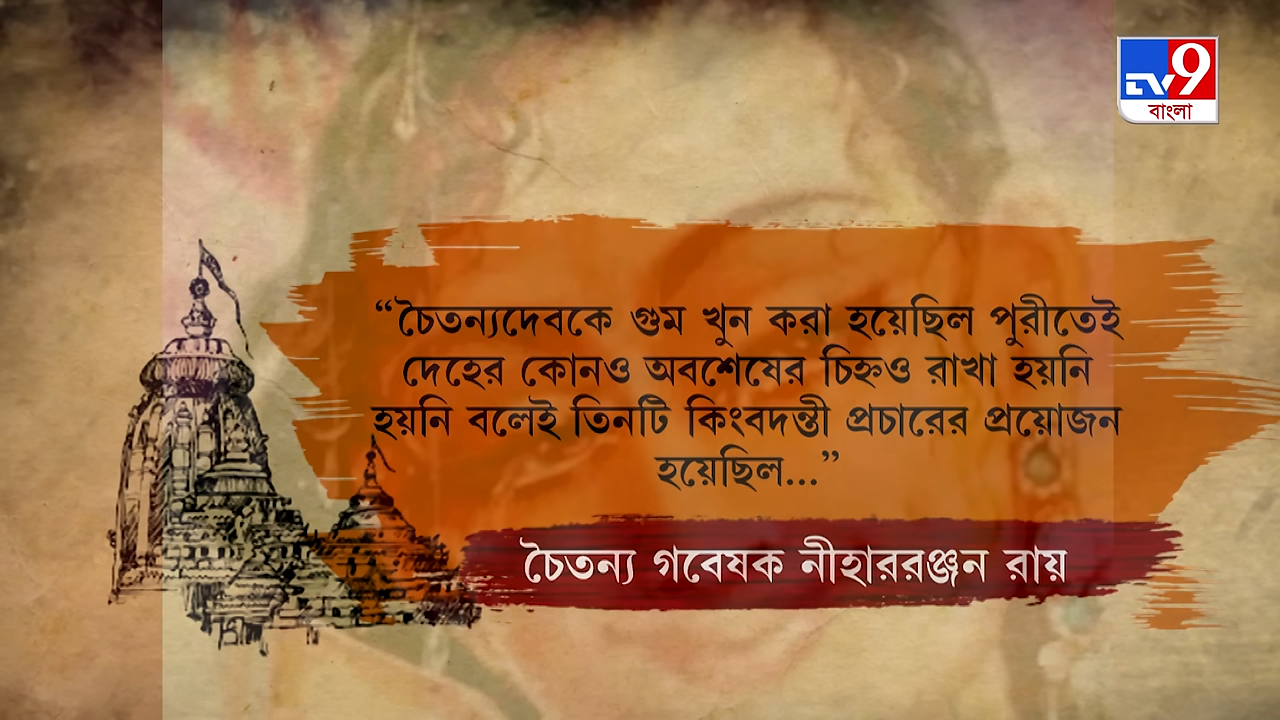 TV9
বাংলা
“চৈতন্যদেবকে গুম খুন করা হয়েছিল পুরীতেই
দেহের কোনও অবশেষের চিহ্নও রাখা হয়নি
হয়নি বলেই তিনটি কিংবদন্তী প্রচারের প্রয়োজন
হয়েছিল...”
চৈতন্য গবেষক নীহাররঞ্জন রায়